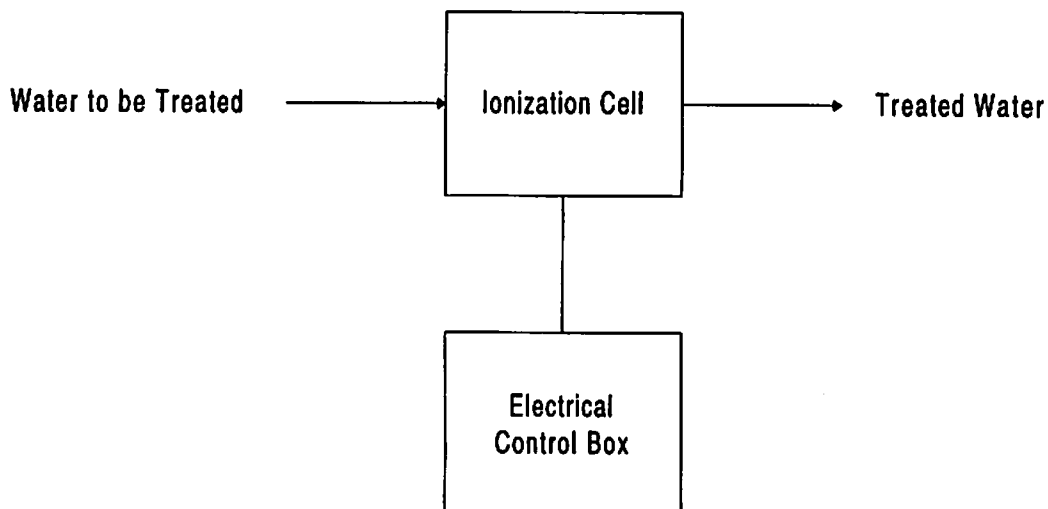 Water to be Treated
Ionization Cell
Treated Water
Electrical
Control Box